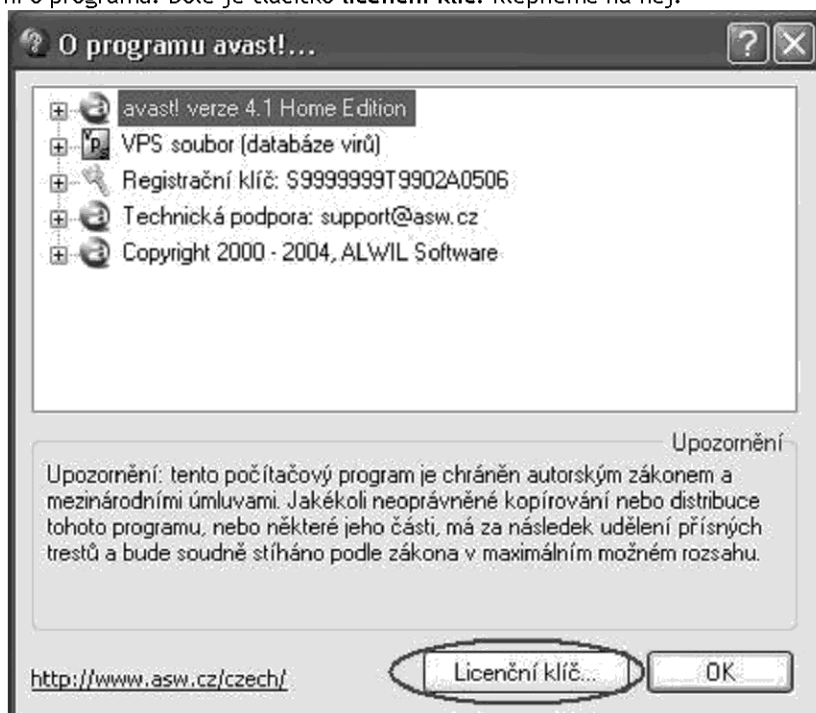 O programu avast!...
avast! verze 4.1 Home Edition
VPS soubor (databáze virů)
Registrační klíč: S9999999T9902A0506
Technická podpora: support@asw.cz
Copyright 2000 - 2004, ALWIL Software
Upozornění
Upozornění: tento počítačový program je chráněn autorským zákonem a
mezinárodními úmluvami. Jakékoli neoprávněné kopírování nebo distribuce
tohoto programu, nebo některé jeho části, má za následek udělení přísných
trestů a bude soudně stíháno podle zákona v maximálním možném rozsahu.
http://www.asw.cz/czech/
Licenční klíč...
OK